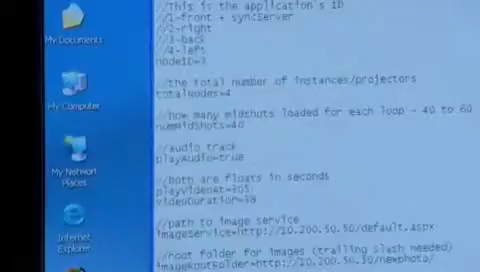 My Documents
My Computer
My Network
Places
Internet
Explorer
//This is the application's ID
//1-front + syncServer
//2-right
//3-back
//4-left
nodeID=3
//the total number of instances/projectors
totalNodes=4
//how many midshots loaded for each loop - 40 to 60
numMidShots=40
//audio track
playAudio=true
//both are floats in seconds
playVideoAt=305
videoDuration=38
//path to image service
imageService=http://10.200.50.50/default.aspx
//root folder for images (trailing slash needed)
imageRootFolder=http://10.200.50.50/newphoto/